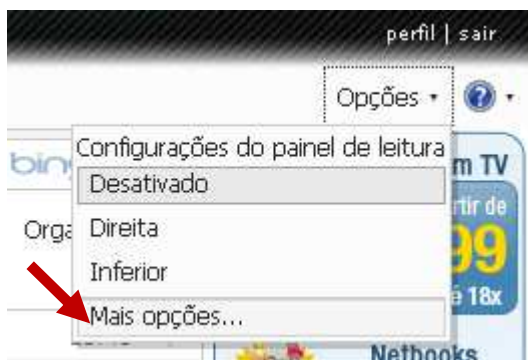 perfil | sair
Opções
Configurações do painel de leitura
bin
m TV
Desativado
rtir de
Orga
Direita
99
Inferior
é 18x
Mais opções...
Netbooks